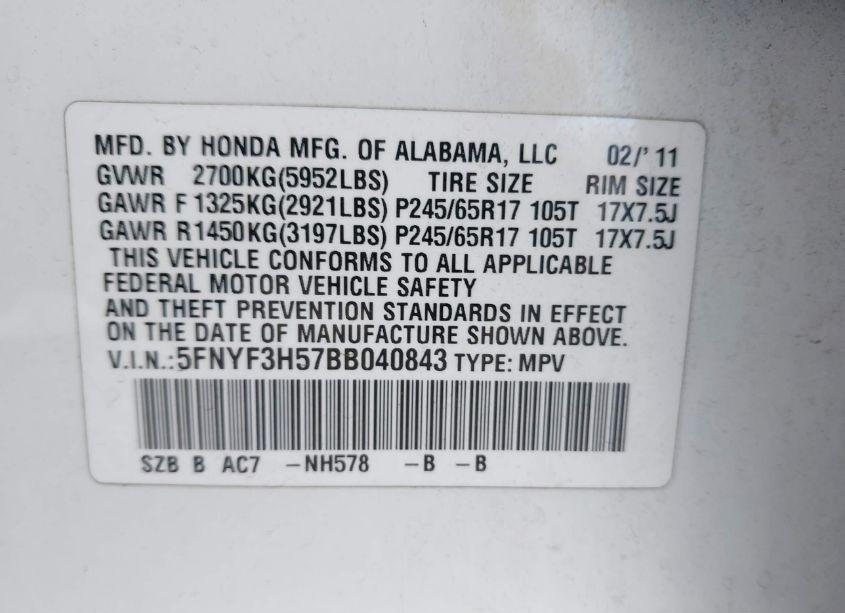 MFD. BY HONDA MFG. OF ALABAMA, LLC 02/' 11
GVWR 2700KG(5952LBS) TIRE SIZE RIM SIZE
GAWR F 1325KG(2921LBS) P245/65R17 105T 17X7.5J
GAWR R1450KG(3197LBS) P245/65R17 105T 17X7.5J
THIS VEHICLE CONFORMS TO ALL APPLICABLE
FEDERAL MOTOR VEHICLE SAFETY
AND THEFT PREVENTION STANDARDS IN EFFECT
ON THE DATE OF MANUFACTURE SHOWN ABOVE.
V.I.N.:5FNYF3H57BB040843 TYPE: MPV
SZB B AC7 -NH578 -B -B